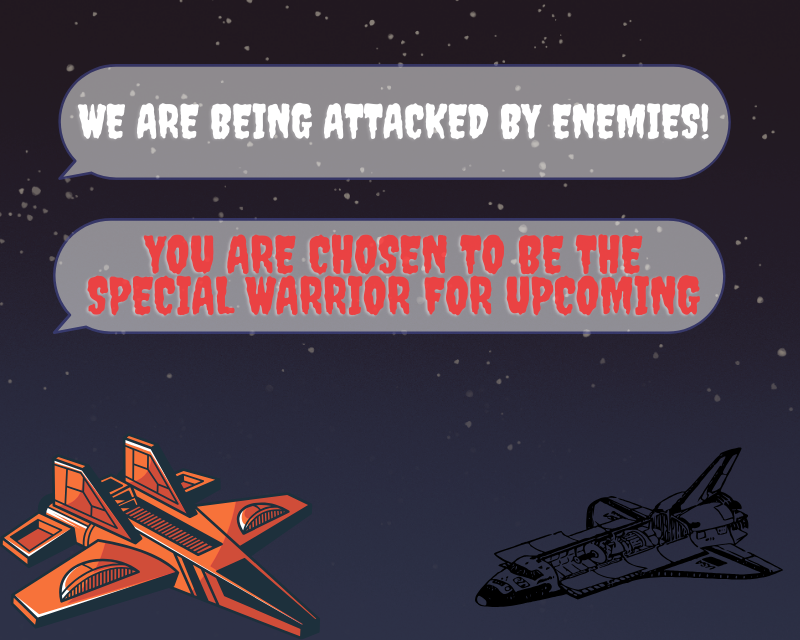 WE ARE BEING ATTACKED BY ENEMIES!
YOU ARE CHOSEN TO BE THE
SPECIAL WARRIOR FOR UPCOMING